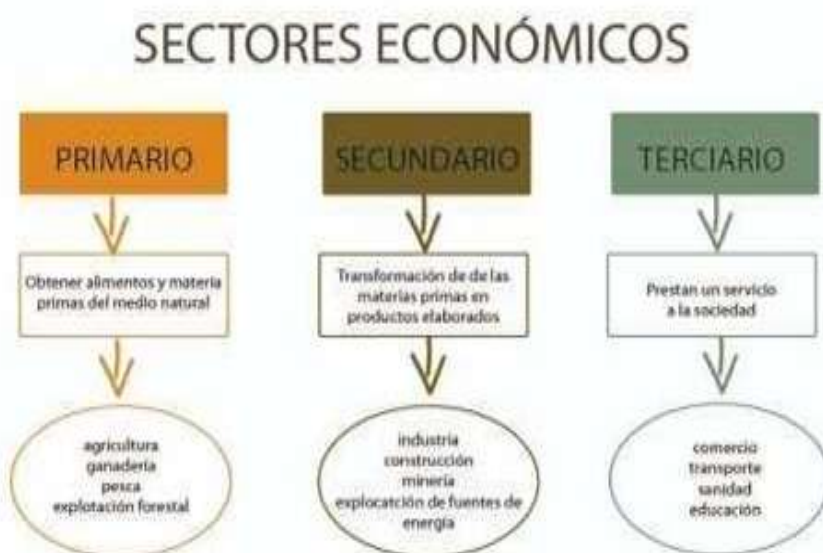 SECTORES ECONÓMICOS
PRIMARIO
Obtener alimentos y materia
primas del medio natural
agricultura
ganadería
pesca
explotación forestal
SECUNDARIO
Transformación de de las
materias primas en
productos elaborados
industria
construcción
minería
explocatción de fuentes de
energía
TERCIARIO
Prestan un servicio
a la sociedad
comercio
transporte
sanidad
educación